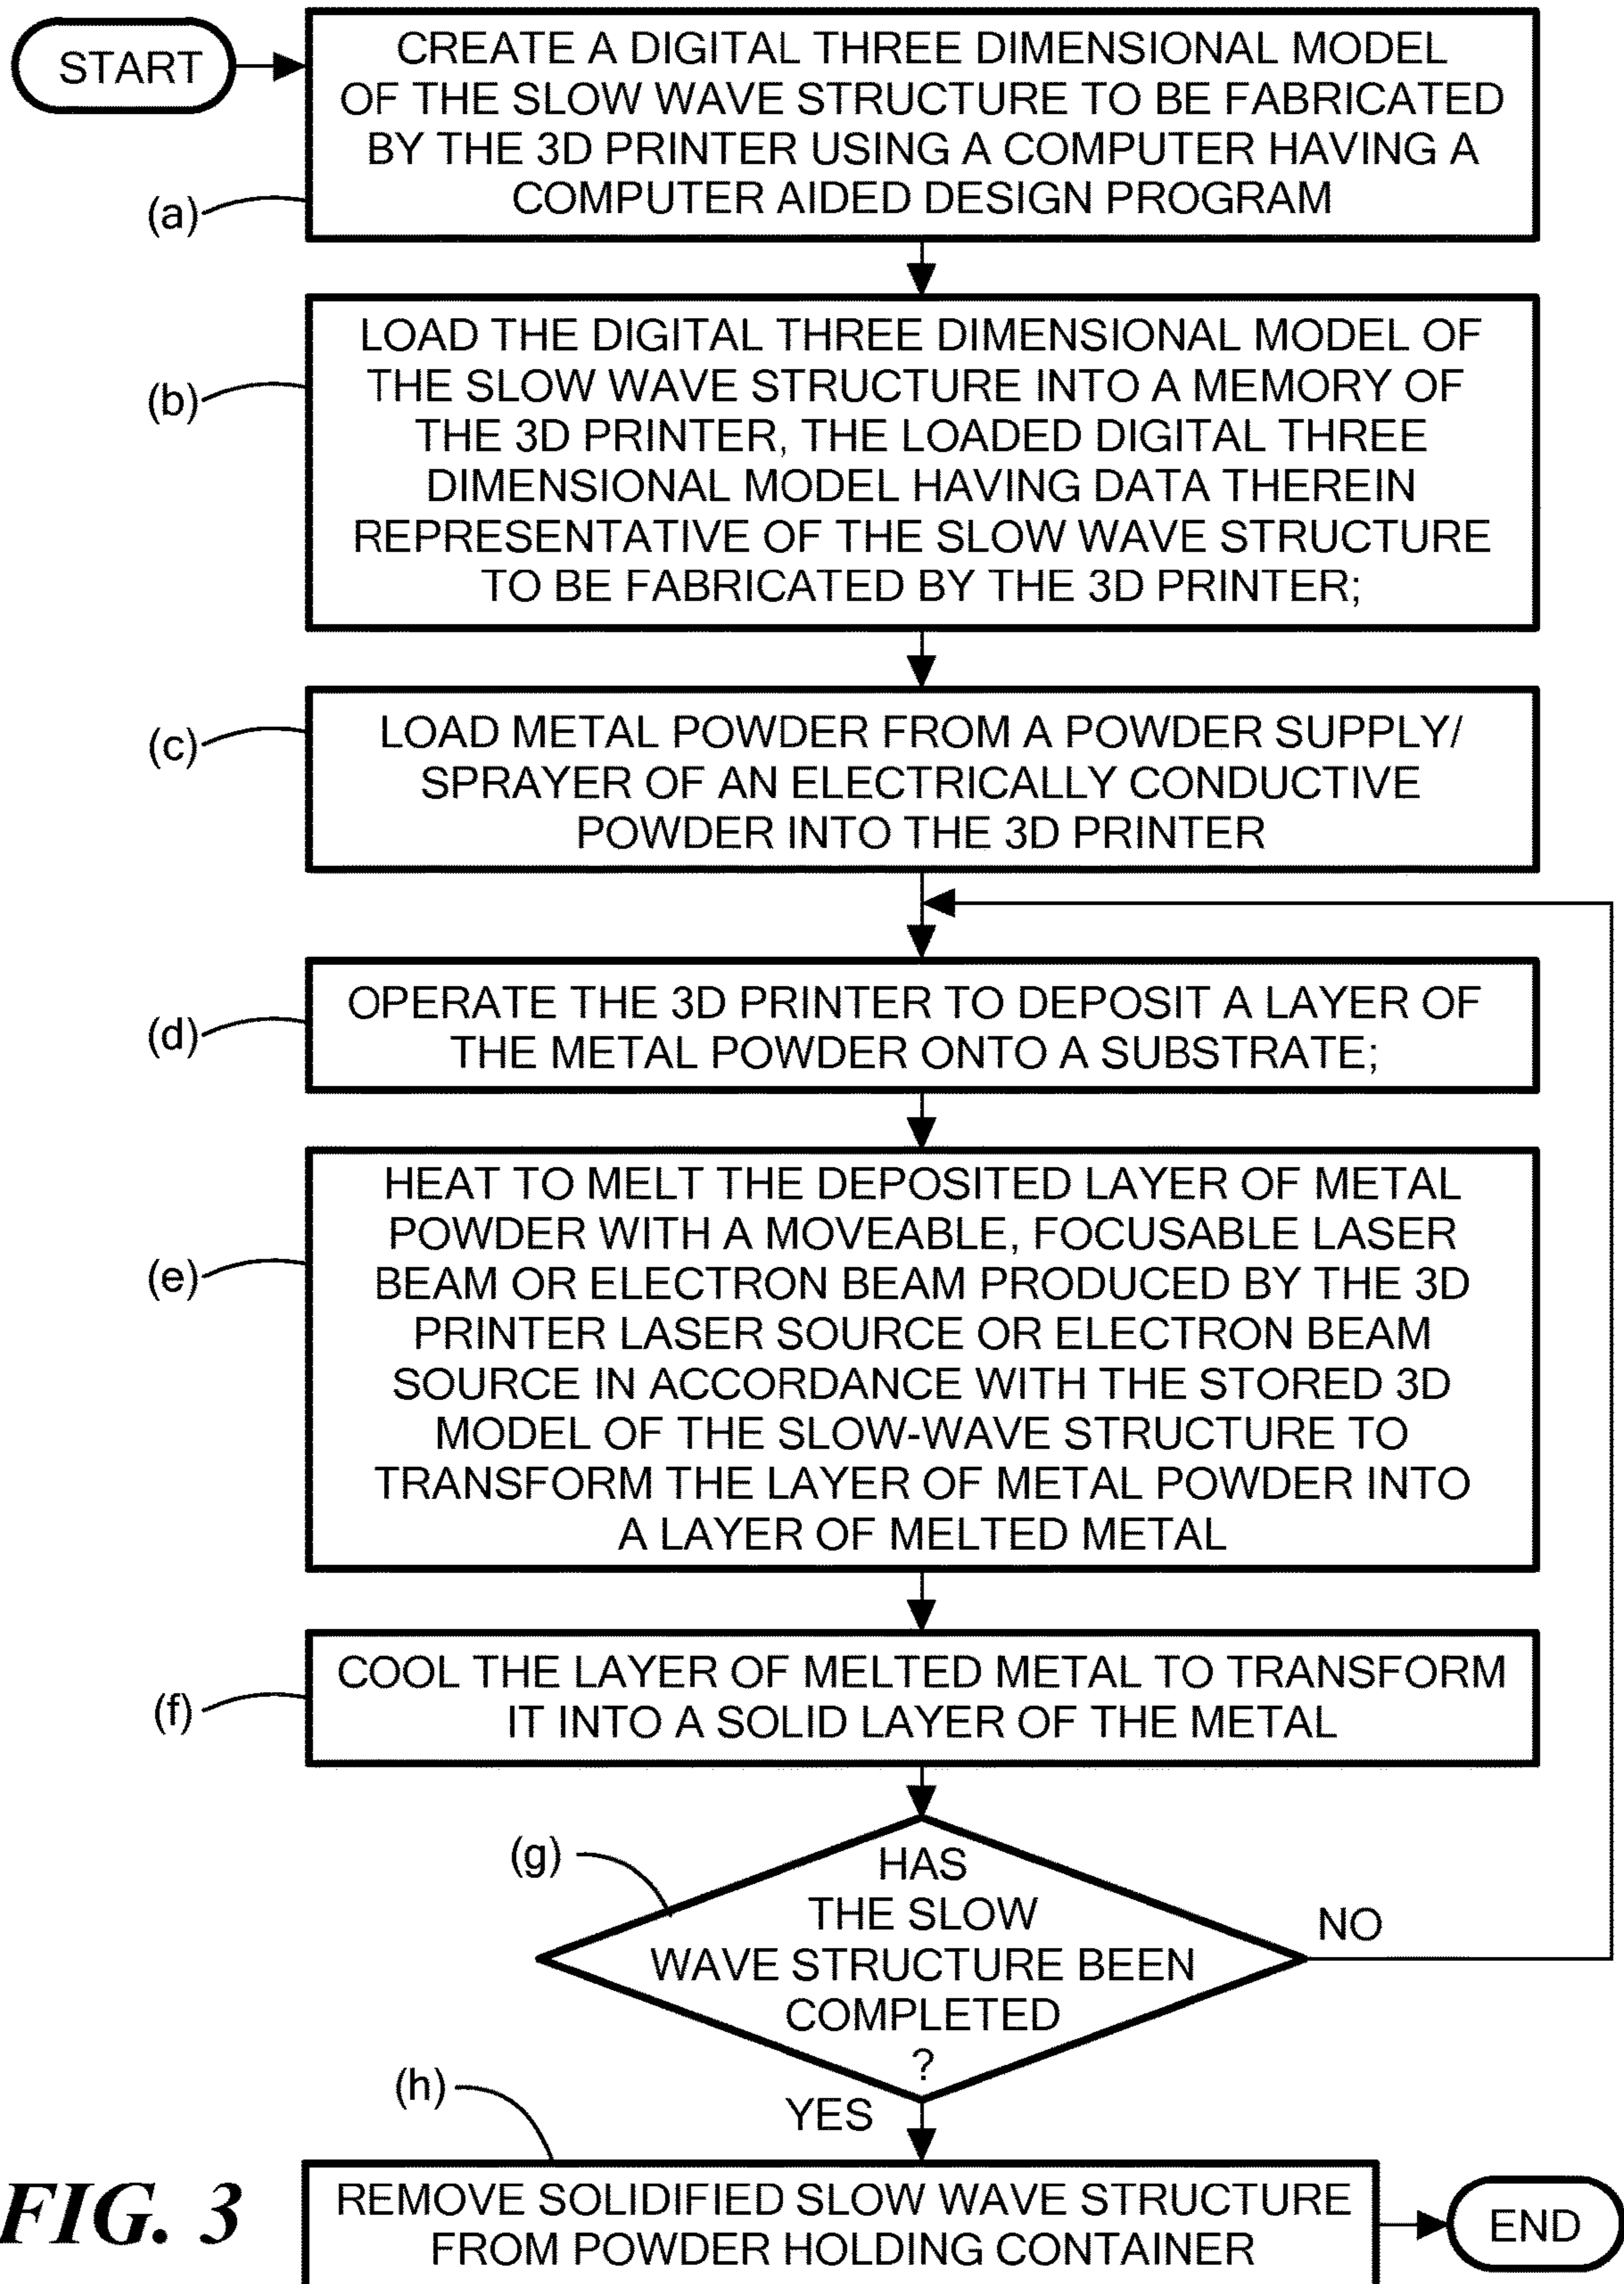 START
CREATE A DIGITAL THREE DIMENSIONAL MODEL
OF THE SLOW WAVE STRUCTURE TO BE FABRICATED
BY THE 3D PRINTER USING A COMPUTER HAVING A
COMPUTER AIDED DESIGN PROGRAM
(a)
LOAD THE DIGITAL THREE DIMENSIONAL MODEL OF
THE SLOW WAVE STRUCTURE INTO A MEMORY OF
THE 3D PRINTER, THE LOADED DIGITAL THREE
DIMENSIONAL MODEL HAVING DATA THEREIN
REPRESENTATIVE OF THE SLOW WAVE STRUCTURE
TO BE FABRICATED BY THE 3D PRINTER;
(b)
LOAD METAL POWDER FROM A POWDER SUPPLY/
SPRAYER OF AN ELECTRICALLY CONDUCTIVE
POWDER INTO THE 3D PRINTER
(c)
OPERATE THE 3D PRINTER TO DEPOSIT A LAYER OF
THE METAL POWDER ONTO A SUBSTRATE;
(d)
HEAT TO MELT THE DEPOSITED LAYER OF METAL
POWDER WITH A MOVEABLE, FOCUSABLE LASER
BEAM OR ELECTRON BEAM PRODUCED BY THE 3D
PRINTER LASER SOURCE OR ELECTRON BEAM
SOURCE IN ACCORDANCE WITH THE STORED 3D
MODEL OF THE SLOW-WAVE STRUCTURE TO
TRANSFORM THE LAYER OF METAL POWDER INTO
A LAYER OF MELTED METAL
(e)
COOL THE LAYER OF MELTED METAL TO TRANSFORM
IT INTO A SOLID LAYER OF THE METAL
(f)
(g)
HAS
THE SLOW
WAVE STRUCTURE BEEN
COMPLETED
?
NO
YES
(h)
REMOVE SOLIDIFIED SLOW WAVE STRUCTURE
FROM POWDER HOLDING CONTAINER
END
FIG. 3